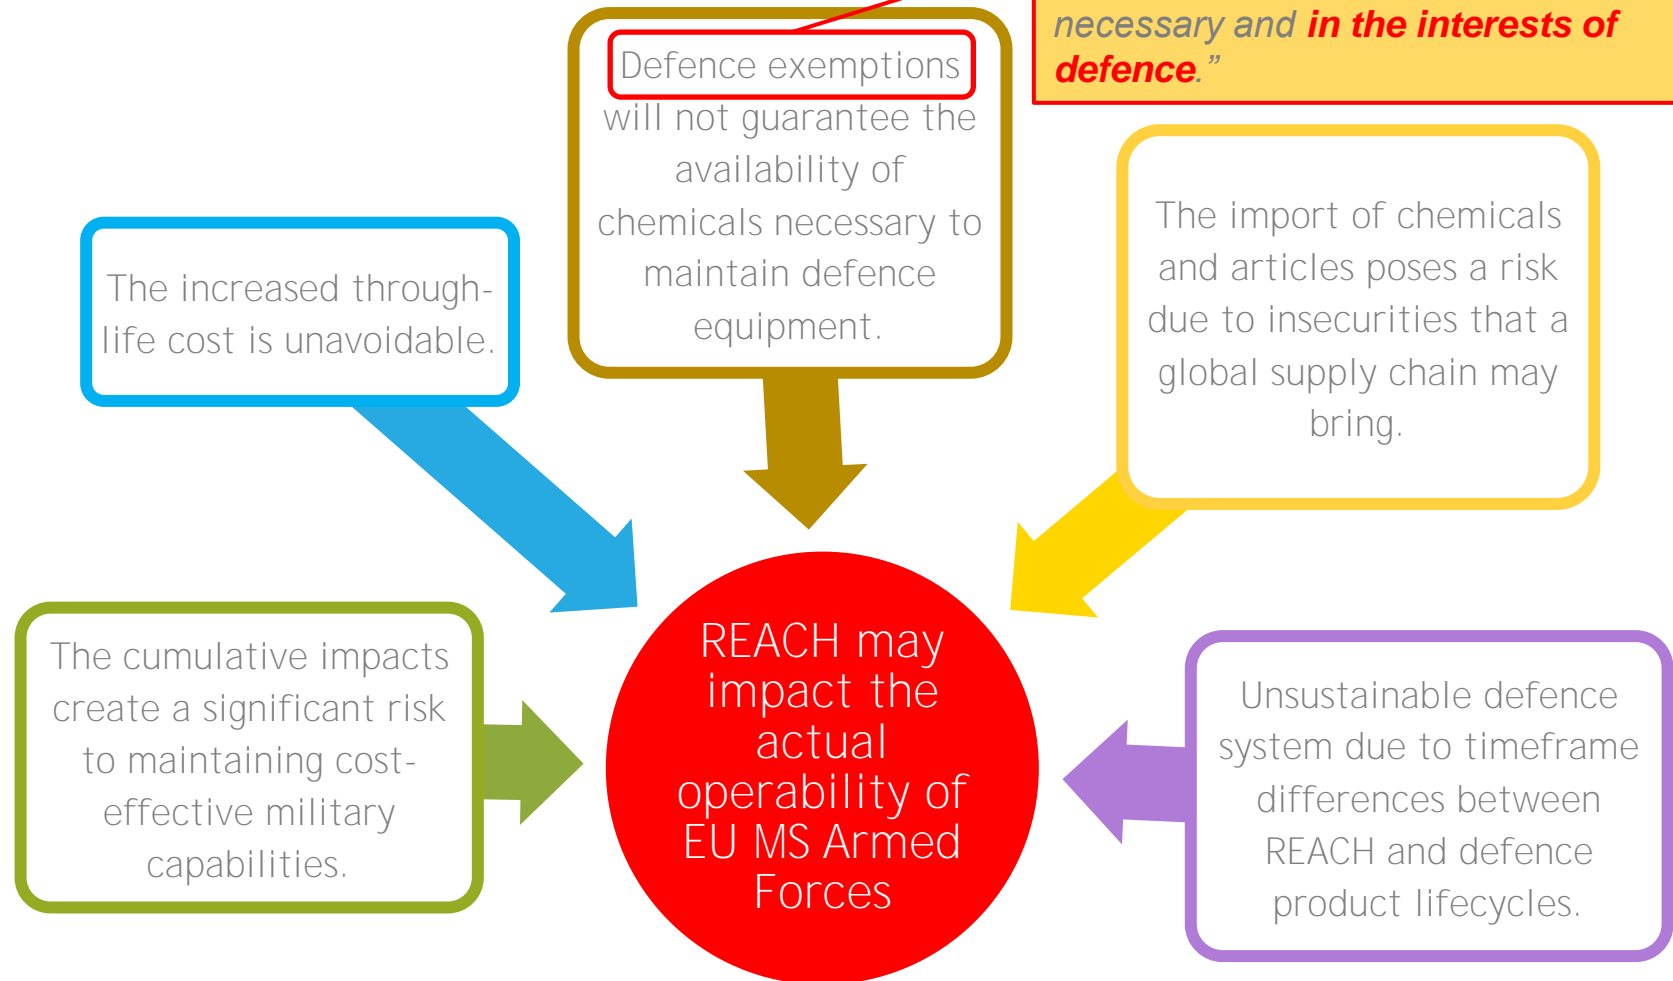 necessary and in the interests of
defence.”
Defence exemptions
will not guarantee the
availability of
chemicals necessary to
maintain defence
equipment.
The increased through-
life cost is unavoidable.
The import of chemicals
and articles poses a risk
due to insecurities that a
global supply chain may
bring.
The cumulative impacts
create a significant risk
to maintaining cost-
effective military
capabilities.
REACH may
impact the
actual
operability of
EU MS Armed
Forces
Unsustainable defence
system due to timeframe
differences between
REACH and defence
product lifecycles.